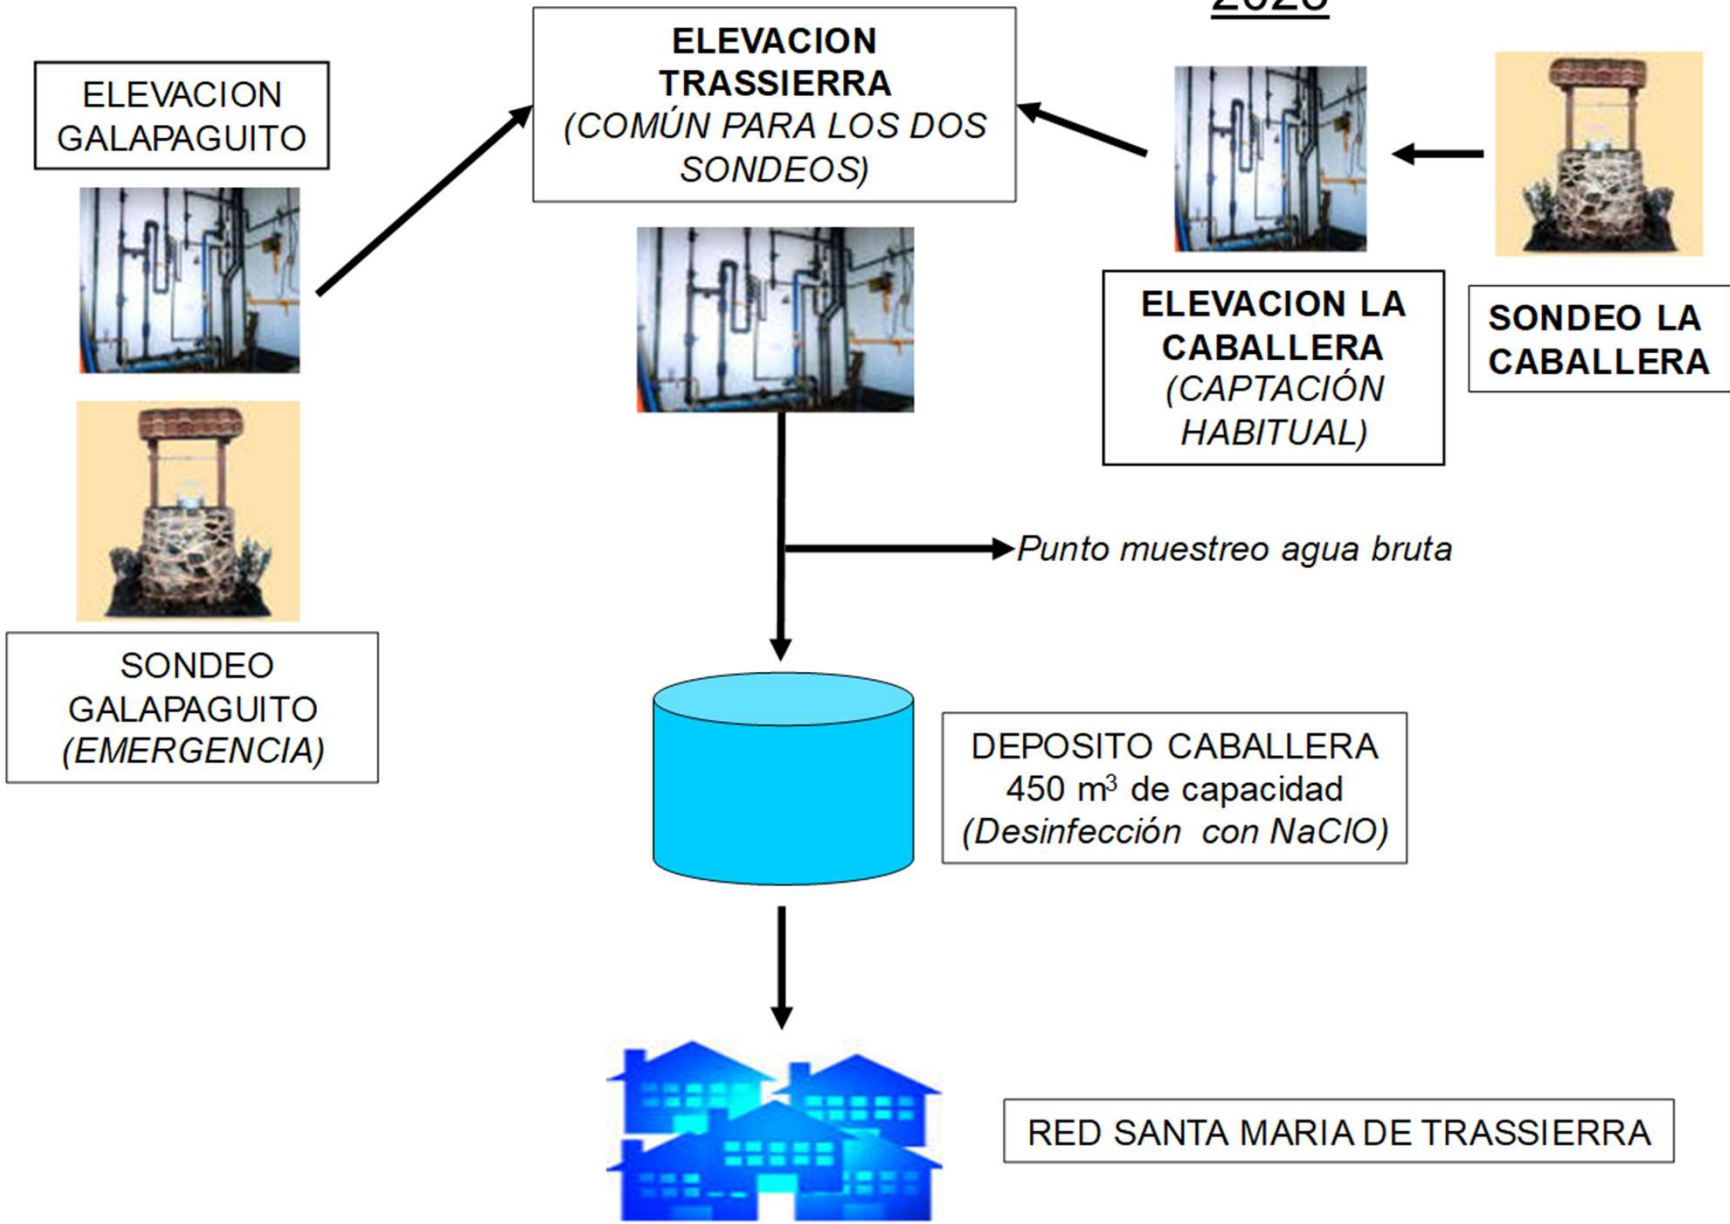 ELEVACION
GALAPAGUITO
ELEVACION
TRASSIERRA
(COMÚN PARA LOS DOS
SONDEOS)
ELEVACION LA
CABALLERA
(CAPTACIÓN
HABITUAL)
SONDEO LA
CABALLERA
Punto muestreo agua bruta
SONDEO
GALAPAGUITO
(EMERGENCIA)
DEPOSITO CABALLERA
450 m³ de capacidad
(Desinfección con NaClO)
RED SANTA MARIA DE TRASSIERRA